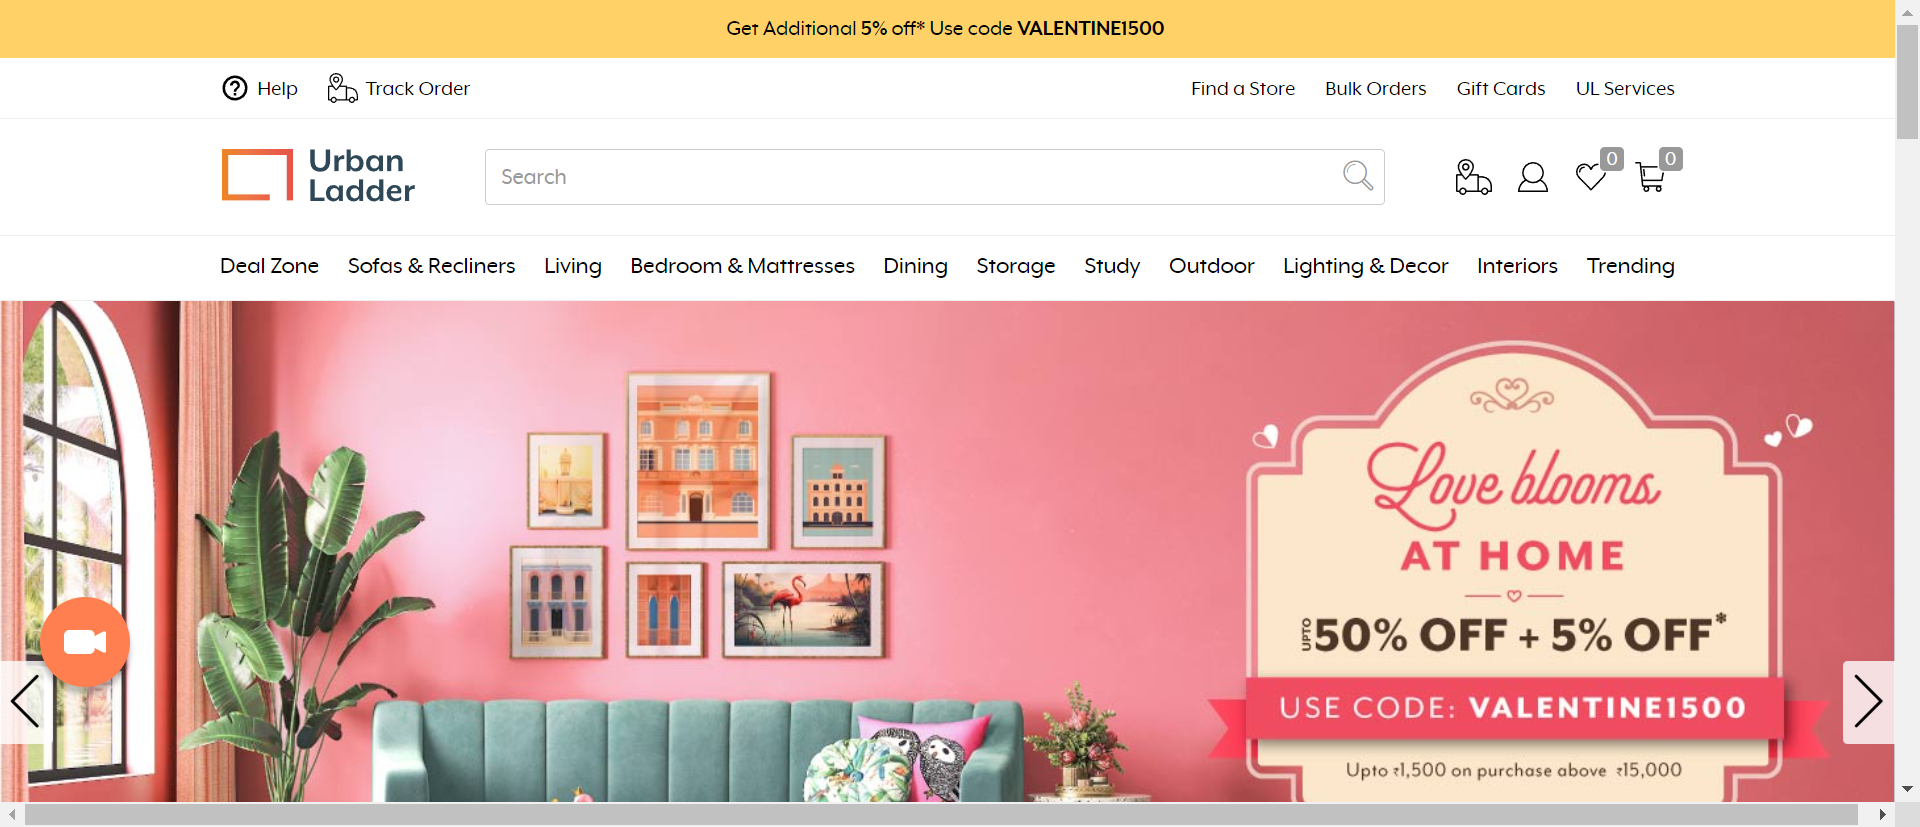 Get Additional 5% off* Use code VALENTINE1500
Help
Track Order
Find a Store
Bulk Orders
Gift Cards
UL Services
Urban
Ladder
Search
0
0
Deal Zone
Sofas & Recliners
Living
Bedroom & Mattresses
Dining
Storage
Study
Outdoor
Lighting & Decor
Interiors
Trending
Love blooms
AT HOME
UPTO 50% OFF + 5% OFF*
USE CODE: VALENTINE1500
Upto ₹1,500 on purchase above ₹15,000